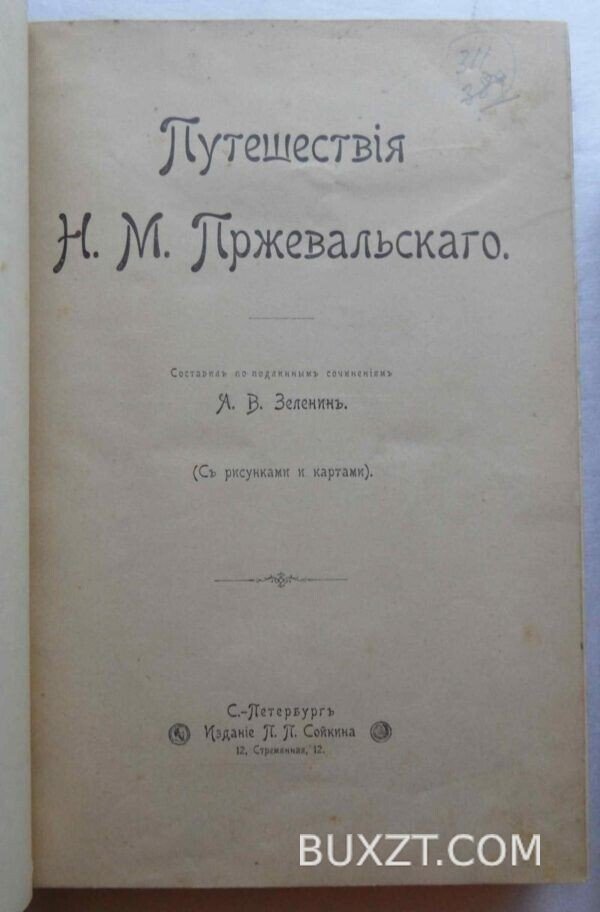 Путешествія
Н. М. Пржевальскаго.
Составилъ по подлиннымъ сочиненіямъ
А. В. Зеленинъ.
(Съ рисунками и картами).
С.-Петербургъ
Изданіе П. П. Сойкина
12, Стремянная, 12.
BUXZT.COM